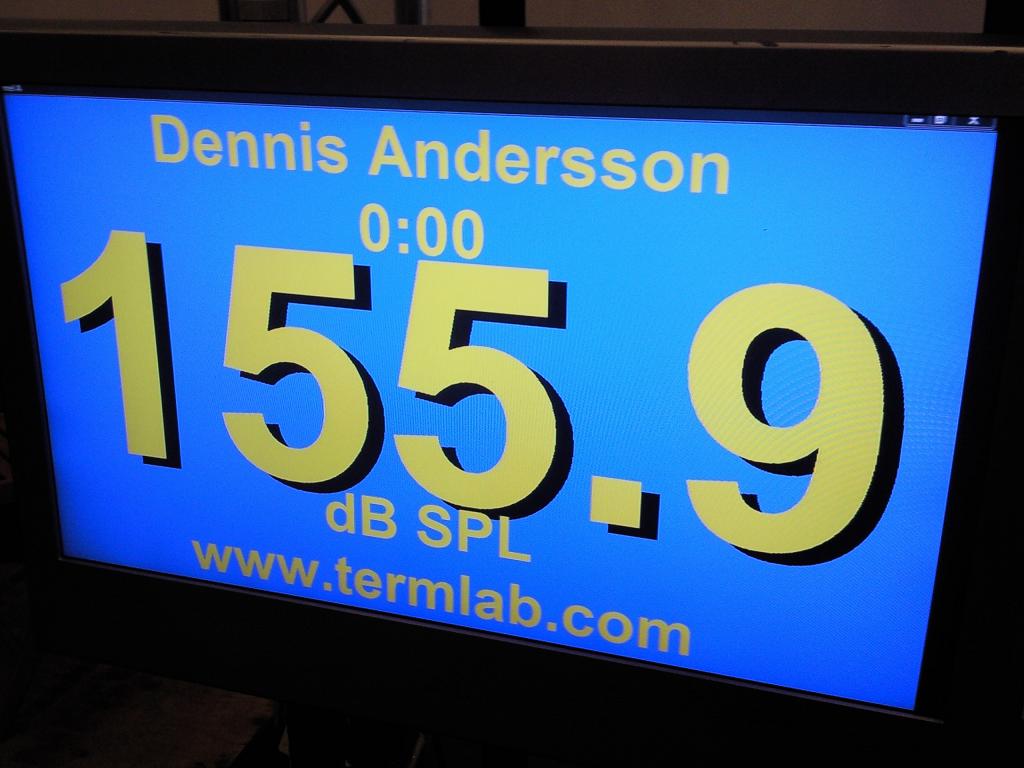 Dennis Andersson
0:00
155.9
dB SPL
www.termlab.com